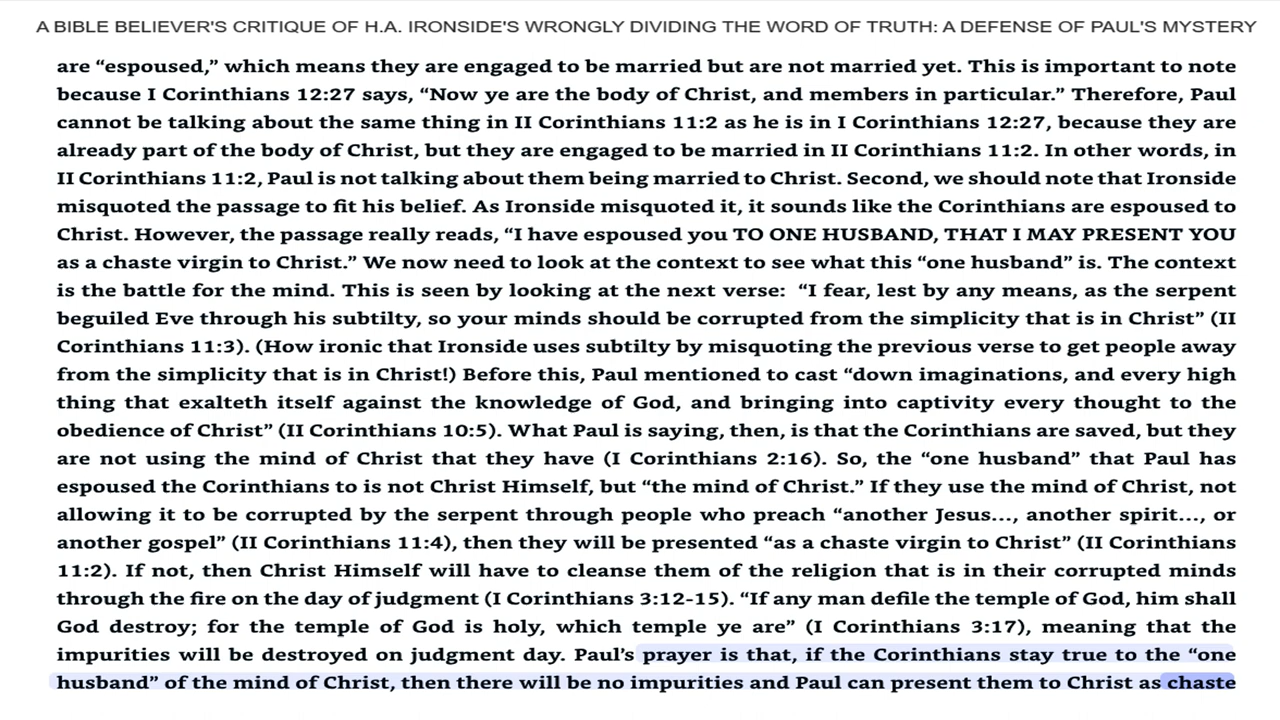 A BIBLE BELIEVER'S CRITIQUE OF H.A. IRONSIDE'S WRONGLY DIVIDING THE WORD OF TRUTH: A DEFENSE OF PAUL'S MYSTERY
are “espoused,” which means they are engaged to be married but are not married yet. This is important to note
because I Corinthians 12:27 says, “Now ye are the body of Christ, and members in particular.” Therefore, Paul
cannot be talking about the same thing in II Corinthians 11:2 as he is in I Corinthians 12:27, because they are
already part of the body of Christ, but they are engaged to be married in II Corinthians 11:2. In other words, in
II Corinthians 11:2, Paul is not talking about them being married to Christ. Second, we should note that Ironside
misquoted the passage to fit his belief. As Ironside misquoted it, it sounds like the Corinthians are espoused to
Christ. However, the passage really reads, “I have espoused you TO ONE HUSBAND, THAT I MAY PRESENT YOU
as a chaste virgin to Christ.” We now need to look at the context to see what this “one husband” is. The context
is the battle for the mind. This is seen by looking at the next verse: “I fear, lest by any means, as the serpent
beguiled Eve through his subtilty, so your minds should be corrupted from the simplicity that is in Christ” (II
Corinthians 11:3). (How ironic that Ironside uses subtilty by misquoting the previous verse to get people away
from the simplicity that is in Christ!) Before this, Paul mentioned to cast “down imaginations, and every high
thing that exalteth itself against the knowledge of God, and bringing into captivity every thought to the
obedience of Christ” (II Corinthians 10:5). What Paul is saying, then, is that the Corinthians are saved, but they
are not using the mind of Christ that they have (I Corinthians 2:16). So, the “one husband” that Paul has
espoused the Corinthians to is not Christ Himself, but “the mind of Christ.” If they use the mind of Christ, not
allowing it to be corrupted by the serpent through people who preach “another Jesus…, another spirit…, or
another gospel” (II Corinthians 11:4), then they will be presented “as a chaste virgin to Christ” (II Corinthians
11:2). If not, then Christ Himself will have to cleanse them of the religion that is in their corrupted minds
through the fire on the day of judgment (I Corinthians 3:12-15). “If any man defile the temple of God, him shall
God destroy; for the temple of God is holy, which temple ye are” (I Corinthians 3:17), meaning that the
impurities will be destroyed on judgment day. Paul’s prayer is that, if the Corinthians stay true to the “one
husband” of the mind of Christ, then there will be no impurities and Paul can present them to Christ as chaste